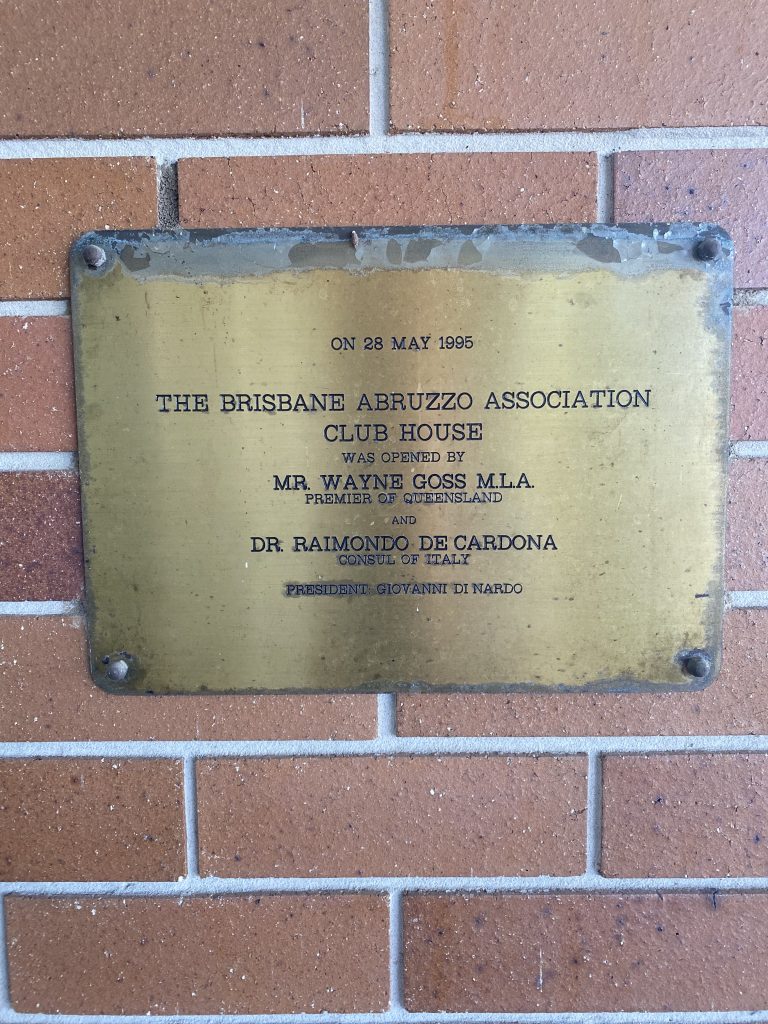 ON 28 MAY 1995
THE BRISBANE ABRUZZO ASSOCIATION
CLUB HOUSE
WAS OPENED BY
MR. WAYNE GOSS M.L.A.
PREMIER OF QUEENSLAND
AND
DR. RAIMONDO DE CARDONA
CONSUL OF ITALY
PRESIDENT: GIOVANNI DI NARDO